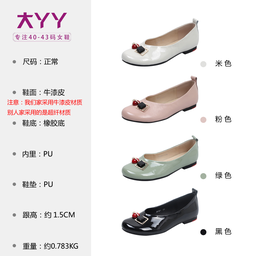 大YY
专注40-43码女鞋
尺码：正常
鞋面：牛漆皮
注意：我们家采用牛漆皮材质
别人家采用的是超纤材质
鞋底：橡胶底
内里：PU
鞋垫：PU
跟高：约 1.5CM
重量：约0.783KG
米色
粉色
绿色
黑色